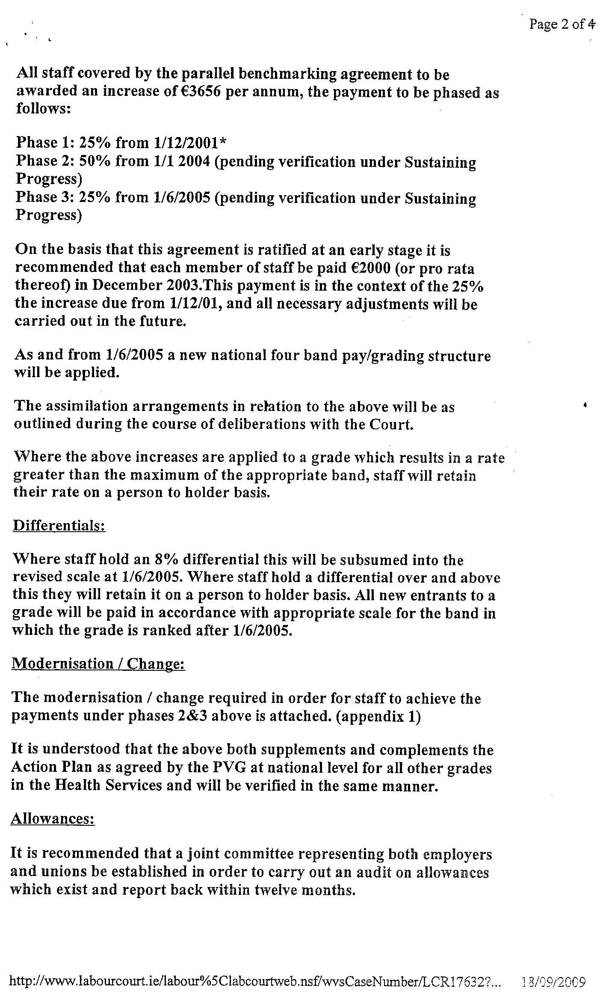 Page 2 of 4
All staff covered by the parallel benchmarking agreement to be
awarded an increase of €3656 per annum, the payment to be phased as
follows:
Phase 1: 25% from 1/12/2001*
Phase 2: 50% from 1/1 2004 (pending verification under Sustaining
Progress)
Phase 3: 25% from 1/6/2005 (pending verification under Sustaining
Progress)
On the basis that this agreement is ratified at an early stage it is
recommended that each member of staff be paid €2000 (or pro rata
thereof) in December 2003.This payment is in the context of the 25%
the increase due from 1/12/01, and all necessary adjustments will be
carried out in the future.
As and from 1/6/2005 a new national four band pay/grading structure
will be applied.
The assimilation arrangements in relation to the above will be as
outlined during the course of deliberations with the Court.
Where the above increases are applied to a grade which results in a rate
greater than the maximum of the appropriate band, staff will retain
their rate on a person to holder basis.
Differentials:
Where staff hold an 8% differential this will be subsumed into the
revised scale at 1/6/2005. Where staff hold a differential over and above
this they will retain it on a person to holder basis. All new entrants to a
grade will be paid in accordance with appropriate scale for the band in
which the grade is ranked after 1/6/2005.
Modernisation / Change:
The modernisation / change required in order for staff to achieve the
payments under phases 2&3 above is attached. (appendix 1)
It is understood that the above both supplements and complements the
Action Plan as agreed by the PVG at national level for all other grades
in the Health Services and will be verified in the same manner.
Allowances:
It is recommended that a joint committee representing both employers
and unions be established in order to carry out an audit on allowances
which exist and report back within twelve months.
http://www.labourcourt.ie/labour%5Clabcourtweb.nsf/wvsCaseNumber/LCR17632?... 18/09/2009